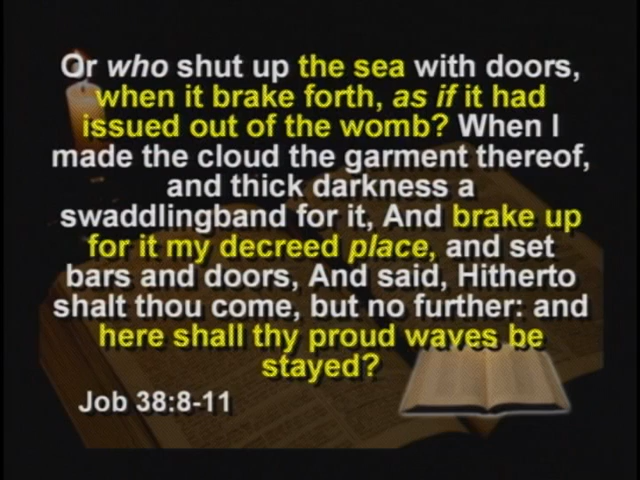 Or who shut up the sea with doors,
when it brake forth, as if it had
issued out of the womb? When I
made the cloud the garment thereof,
and thick darkness a
swaddlingband for it, And brake up
for it my decreed place, and set
bars and doors, And said, Hitherto
shalt thou come, but no further: and
here shall thy proud waves be
stayed?
Job 38:8-11